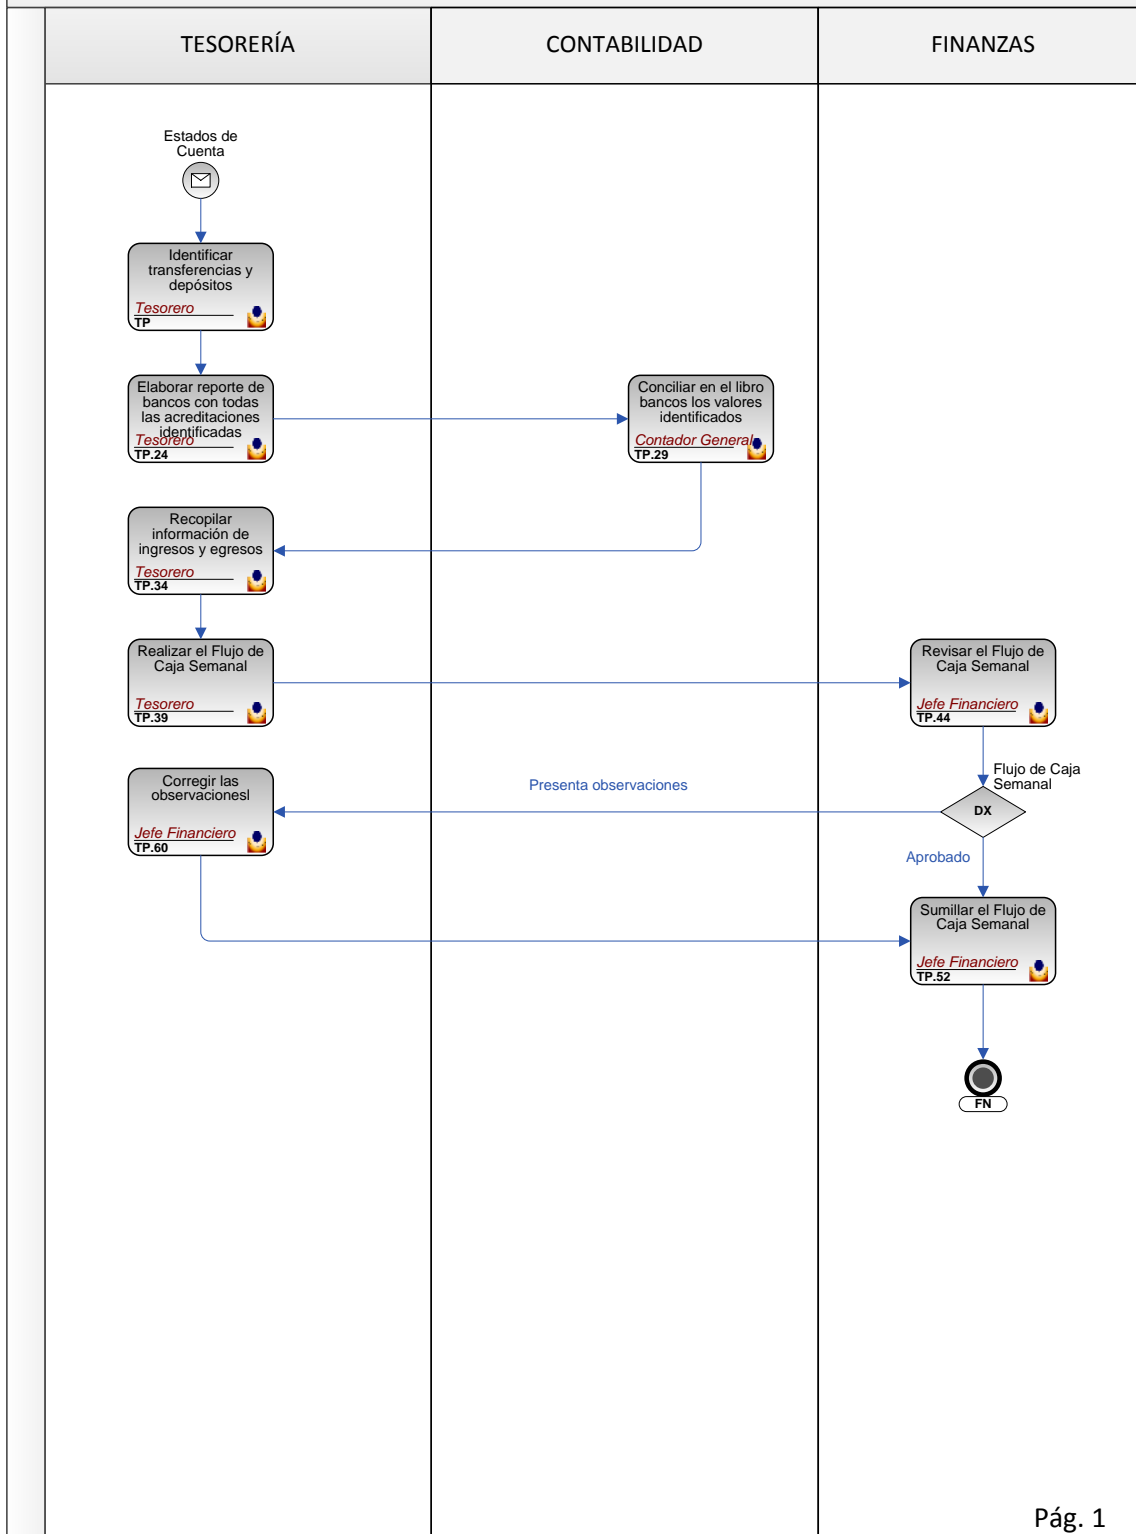 TESORERÍA
CONTABILIDAD
FINANZAS
Estados de
Cuenta
Identificar
transferencias y
depósitos
Tesorero
TP
Elaborar reporte de
bancos con todas
las acreditaciones
identificadas
Tesorero
TP.24
Conciliar en el libro
bancos los valores
identificados
Contador General
TP.29
Recopilar
información de
ingresos y egresos
Tesorero
TP.34
Realizar el Flujo de
Caja Semanal
Tesorero
TP.39
Revisar el Flujo de
Caja Semanal
Jefe Financiero
TP.44
Flujo de Caja
Semanal
DX
Presenta observaciones
Corregir las
observacionesl
Jefe Financiero
TP.60
Aprobado
Sumillar el Flujo de
Caja Semanal
Jefe Financiero
TP.52
FN
Pág. 1